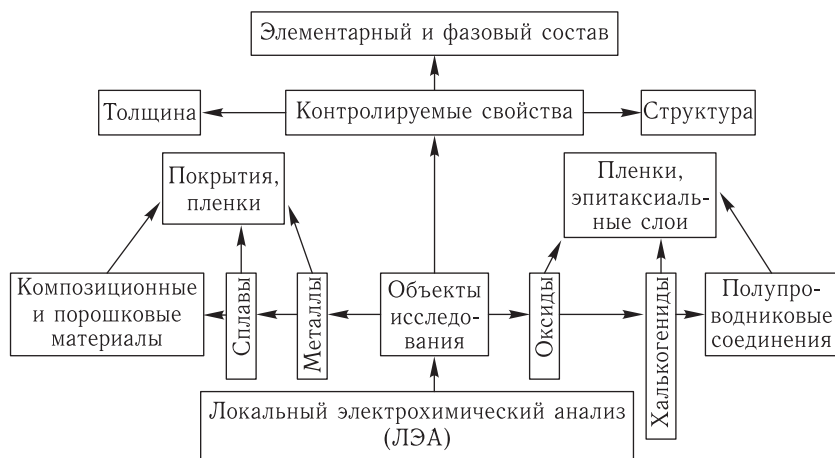 Элементарный и фазовый состав
Толщина
Контролируемые свойства
Структура
Покрытия,
пленки
Пленки,
эпитаксиаль-
ные слои
Композиционные
и порошковые
материалы
Сплавы
Металлы
Объекты
исследо-
вания
Оксиды
Халькогениды
Полупро-
водниковые
соединения
Локальный электрохимический анализ
(ЛЭА)